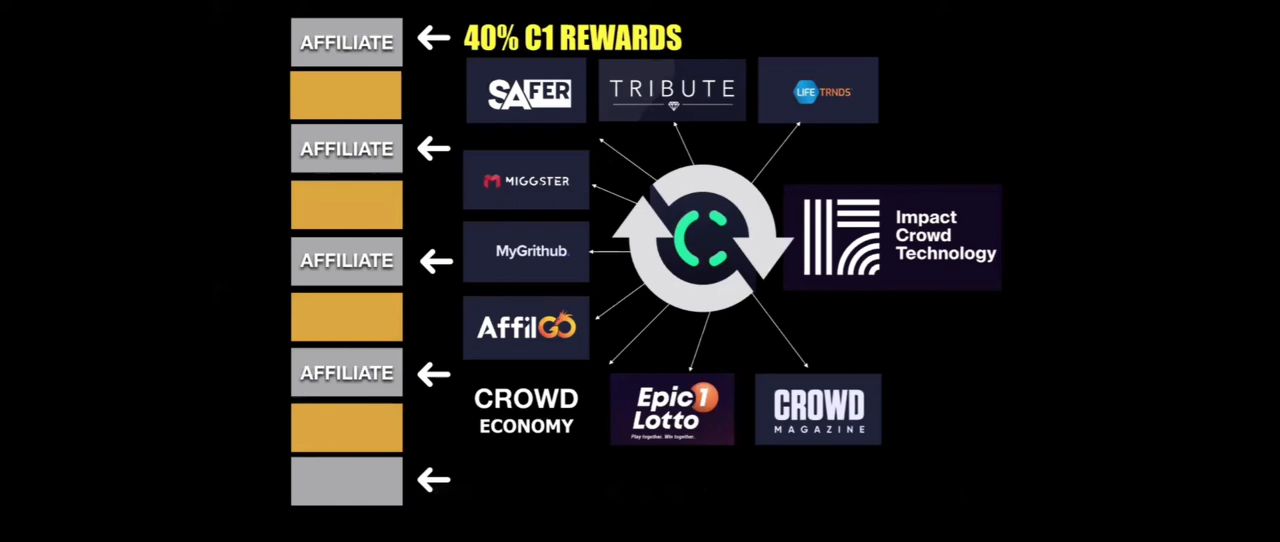 AFFILIATE
40% C1 REWARDS
SAFER
TRIBUTE
LIFE TRNDS
AFFILIATE
MIGGSTER
Impact
Crowd
Technology
AFFILIATE
MyGrithub.
AffilGO
AFFILIATE
CROWD
ECONOMY
Epic1
Lotto
Play together. Win together.
CROWD
MAGAZINE